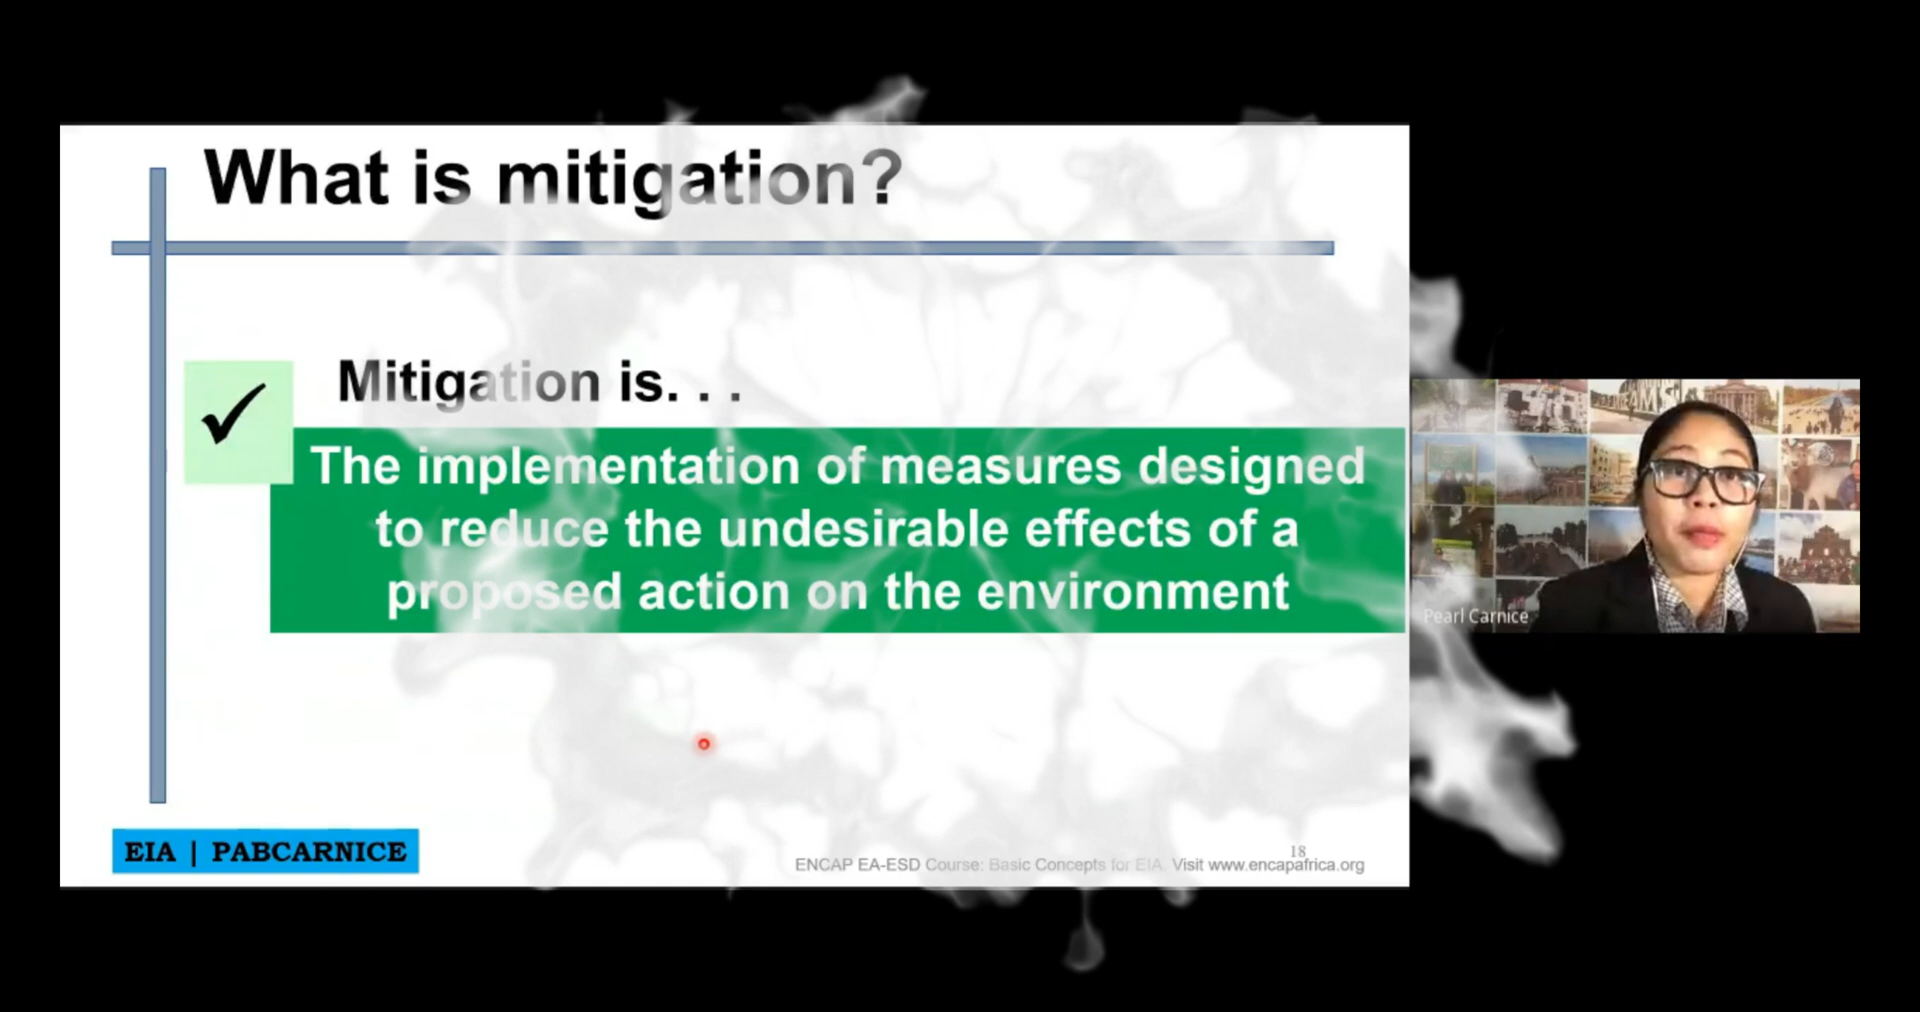 What is mitigation?
Mitigation is. . .
The implementation of measures designed
to reduce the undesirable effects of a
proposed action on the environment
Pearl Carnice
EIA | PABCARNICE
18
ENCAP EA-ESD Course: Basic Concepts for EIA. Visit www.encapafrica.org